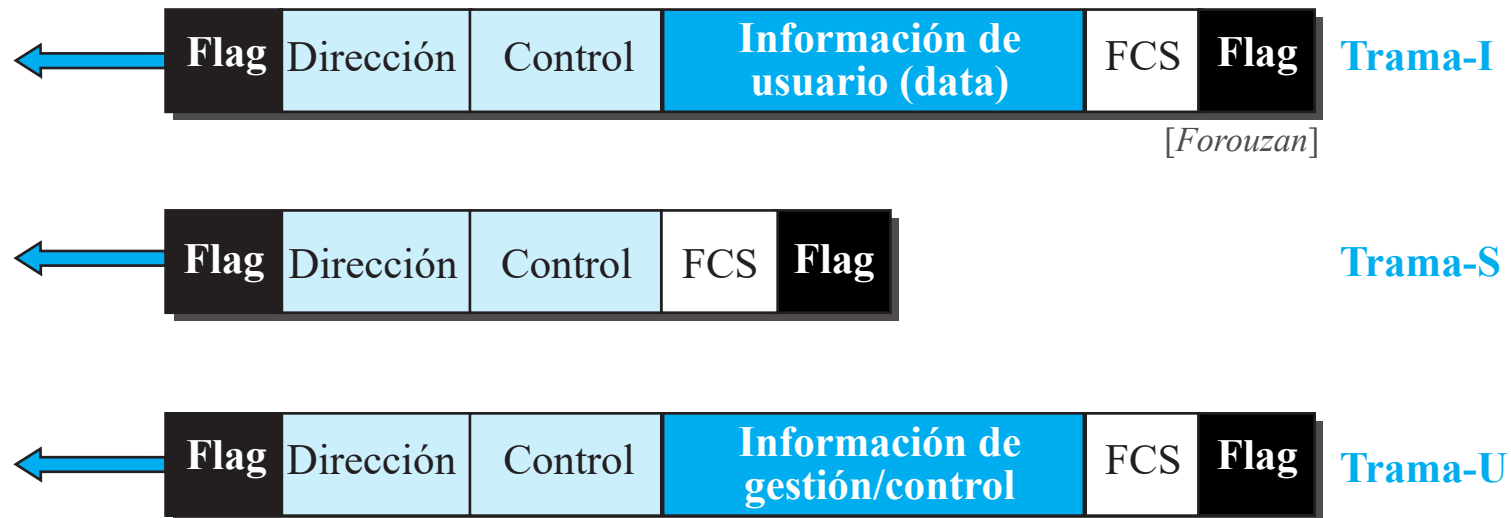 Flag Dirección Control Información de usuario (data) FCS Flag Trama-I
[Forouzan]
Flag Dirección Control FCS Flag Trama-S
Flag Dirección Control Información de gestión/control FCS Flag Trama-U